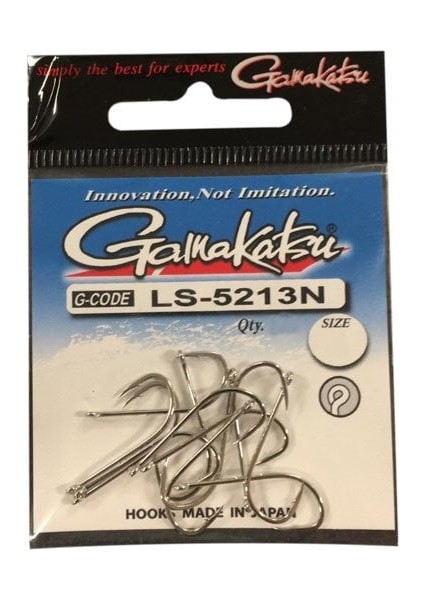 simply the best for experts
Gamakatsu
Innovation, Not Imitation.
Gamakatsu®
G-CODE LS-5213N
Qty. SIZE
HOOKS MADE IN JAPAN